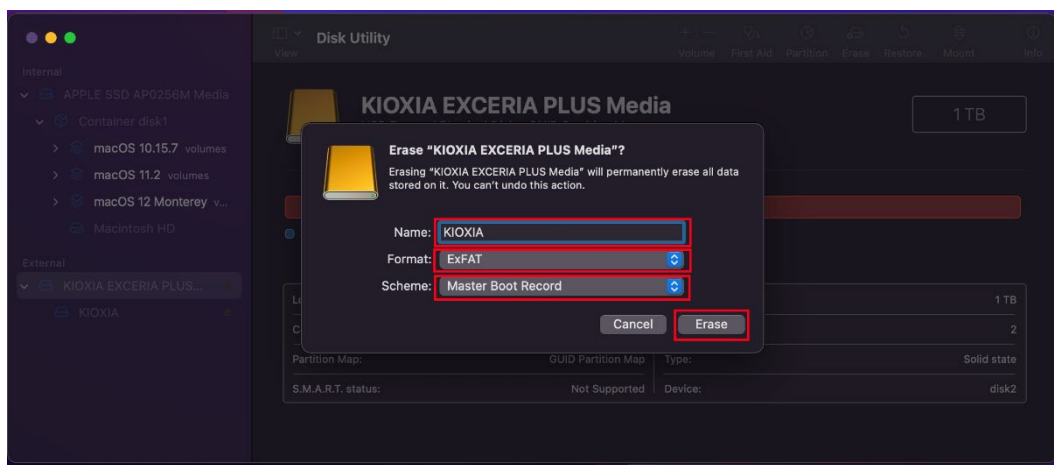 Disk Utility
View
Volume First Aid Partition Erase Restore Mount Info
Internal
APPLE SSD AP0256M Media
Container disk1
macOS 10.15.7 volumes
macOS 11.2 volumes
macOS 12 Monterey v...
Macintosh HD
External
KIOXIA EXCERIA PLUS...
KIOXIA
KIOXIA EXCERIA PLUS Media
1 TB
Erase “KIOXIA EXCERIA PLUS Media”?
Erasing “KIOXIA EXCERIA PLUS Media” will permanently erase all data
stored on it. You can’t undo this action.
Name: KIOXIA
Format: ExFAT
Scheme: Master Boot Record
Cancel Erase
1 TB
2
Partition Map: GUID Partition Map Type: Solid state
S.M.A.R.T. status: Not Supported Device: disk2